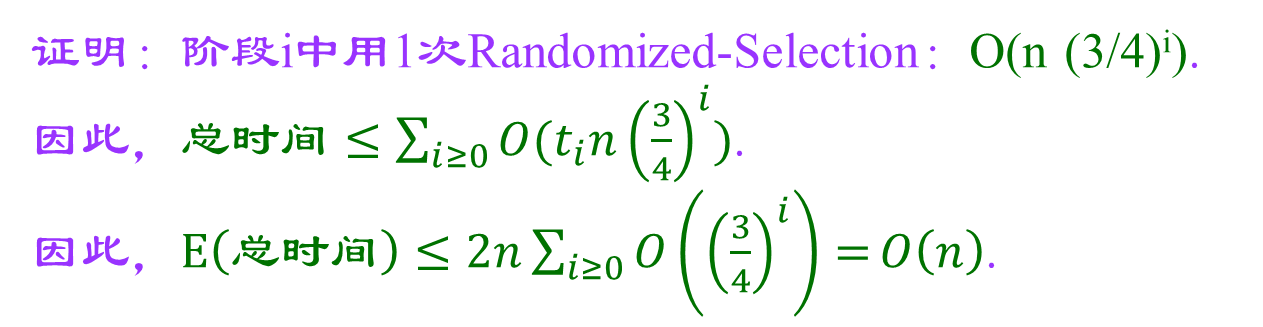 证明：阶段i中用1次Randomized-Selection：O(n (3/4)ⁱ).
因此，总时间 ≤ ∑ᵢ≥₀ O(tᵢn (3/4)ⁱ).
因此，E(总时间) ≤ 2n ∑ᵢ≥₀ O((3/4)ⁱ) = O(n).